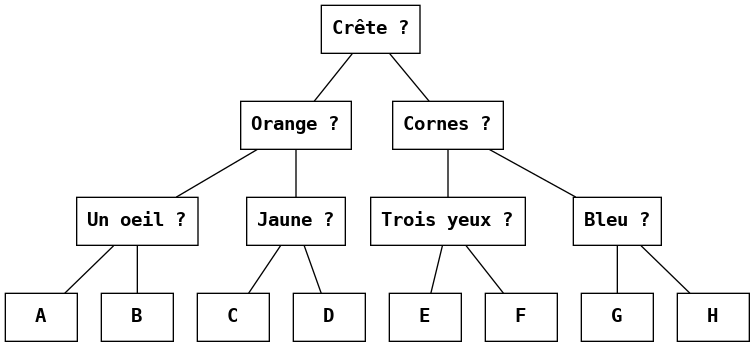 Crête ?
Orange ?
Cornes ?
Un oeil ?
Jaune ?
Trois yeux ?
Bleu ?
A
B
C
D
E
F
G
H